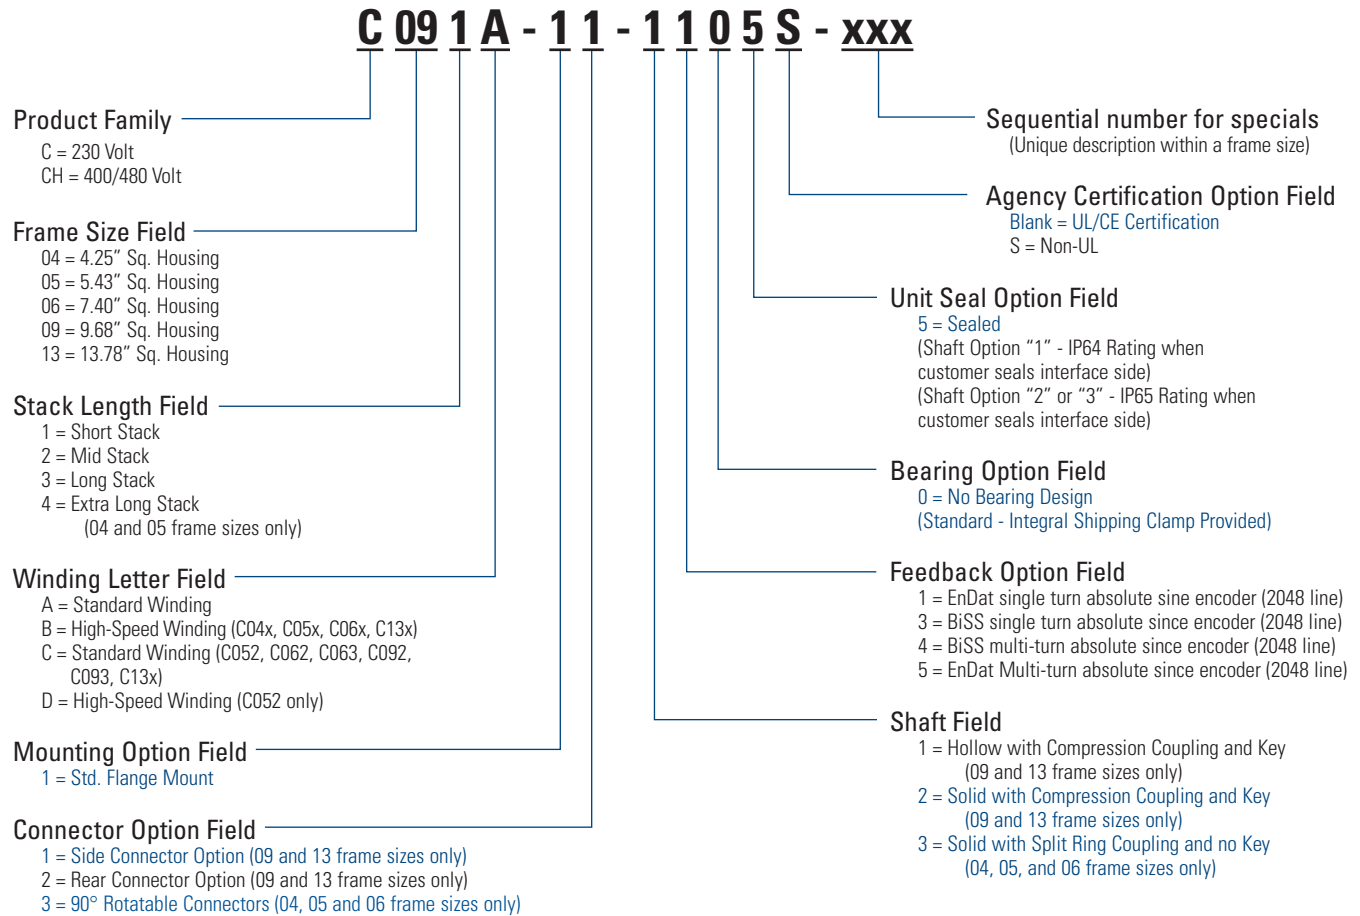 C 09 1 A - 1 1 - 1 1 0 5 S - xxx
Product Family
C = 230 Volt
CH = 400/480 Volt
Frame Size Field
04 = 4.25” Sq. Housing
05 = 5.43” Sq. Housing
06 = 7.40” Sq. Housing
09 = 9.68” Sq. Housing
13 = 13.78” Sq. Housing
Stack Length Field
1 = Short Stack
2 = Mid Stack
3 = Long Stack
4 = Extra Long Stack
(04 and 05 frame sizes only)
Winding Letter Field
A = Standard Winding
B = High-Speed Winding (C04x, C05x, C06x, C13x)
C = Standard Winding (C052, C062, C063, C092,
C093, C13x)
D = High-Speed Winding (C052 only)
Mounting Option Field
1 = Std. Flange Mount
Connector Option Field
1 = Side Connector Option (09 and 13 frame sizes only)
2 = Rear Connector Option (09 and 13 frame sizes only)
3 = 90° Rotatable Connectors (04, 05 and 06 frame sizes only)
Sequential number for specials
(Unique description within a frame size)
Agency Certification Option Field
Blank = UL/CE Certification
S = Non-UL
Unit Seal Option Field
5 = Sealed
(Shaft Option “1” - IP64 Rating when
customer seals interface side)
(Shaft Option “2” or “3” - IP65 Rating when
customer seals interface side)
Bearing Option Field
0 = No Bearing Design
(Standard - Integral Shipping Clamp Provided)
Feedback Option Field
1 = EnDat single turn absolute sine encoder (2048 line)
3 = BiSS single turn absolute since encoder (2048 line)
4 = BiSS multi-turn absolute since encoder (2048 line)
5 = EnDat Multi-turn absolute since encoder (2048 line)
Shaft Field
1 = Hollow with Compression Coupling and Key
(09 and 13 frame sizes only)
2 = Solid with Compression Coupling and Key
(09 and 13 frame sizes only)
3 = Solid with Split Ring Coupling and no Key
(04, 05, and 06 frame sizes only)